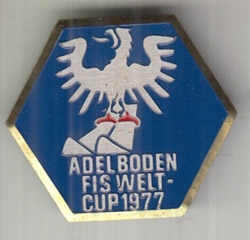 ADELBODEN
FIS WELT-
CUP 1977